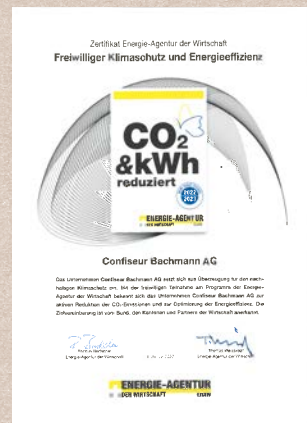 Zertifikat Energie-Agentur der Wirtschaft
Freiwilliger Klimaschutz und Energieeffizienz
CO2
&kWh
reduziert
2022
2023
ENERGIE-AGENTUR
DER WIRTSCHAFT
Confiseur Bachmann AG
Das Unternehmen Confiseur Bachmann AG setzt sich aus Überzeugung für den nach-
haltigen Klimaschutz ein. Mit der freiwilligen Teilnahme am Programm der Energie-
Agentur der Wirtschaft bekennt sich das Unternehmen Confiseur Bachmann AG zur
aktiven Reduktion der CO2-Emissionen und zur Optimierung der Energieeffizienz. Die
Zielvereinbarung ist vom Bund, den Kantonen und Partnern der Wirtschaft anerkannt.
Energie-Agentur der Wirtschaft
Energie-Agentur der Wirtschaft
ENERGIE-AGENTUR
DER WIRTSCHAFT